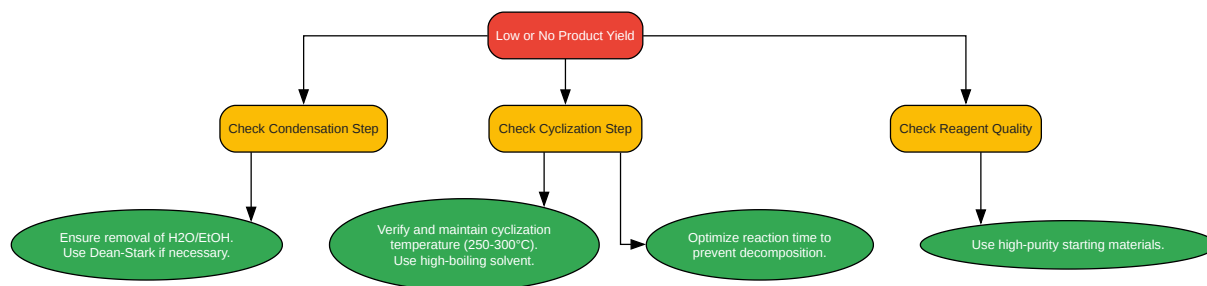 Low or No Product Yield
Check Condensation Step
Check Cyclization Step
Check Reagent Quality
Ensure removal of H2O/EtOH.
Use Dean-Stark if necessary.
Verify and maintain cyclization
temperature (250-300°C).
Use high-boiling solvent.
Optimize reaction time to
prevent decomposition.
Use high-purity starting materials.